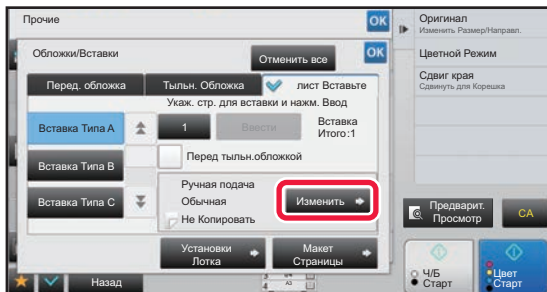 Прочие
OK
Обложки/Вставки
Отменить все
OK
Перед. обложка
Тыльн. Обложка
лист Вставьте
Укаж. стр. для вставки и нажм. Ввод
Вставка Типа A
1
Ввести
Вставка
Итого:1
Перед тыльн.обложкой
Вставка Типа B
Ручная подача
Обычная
Не Копировать
Изменить
Вставка Типа C
Установки
Лотка
Макет
Страницы
Назад
4
A3
Оригинал
Изменить Размер/Направл.
Цветной Режим
Сдвиг края
Сдвинуть для Корешка
Предварит.
Просмотр
CA
Ч/Б
Старт
Цвет
Старт